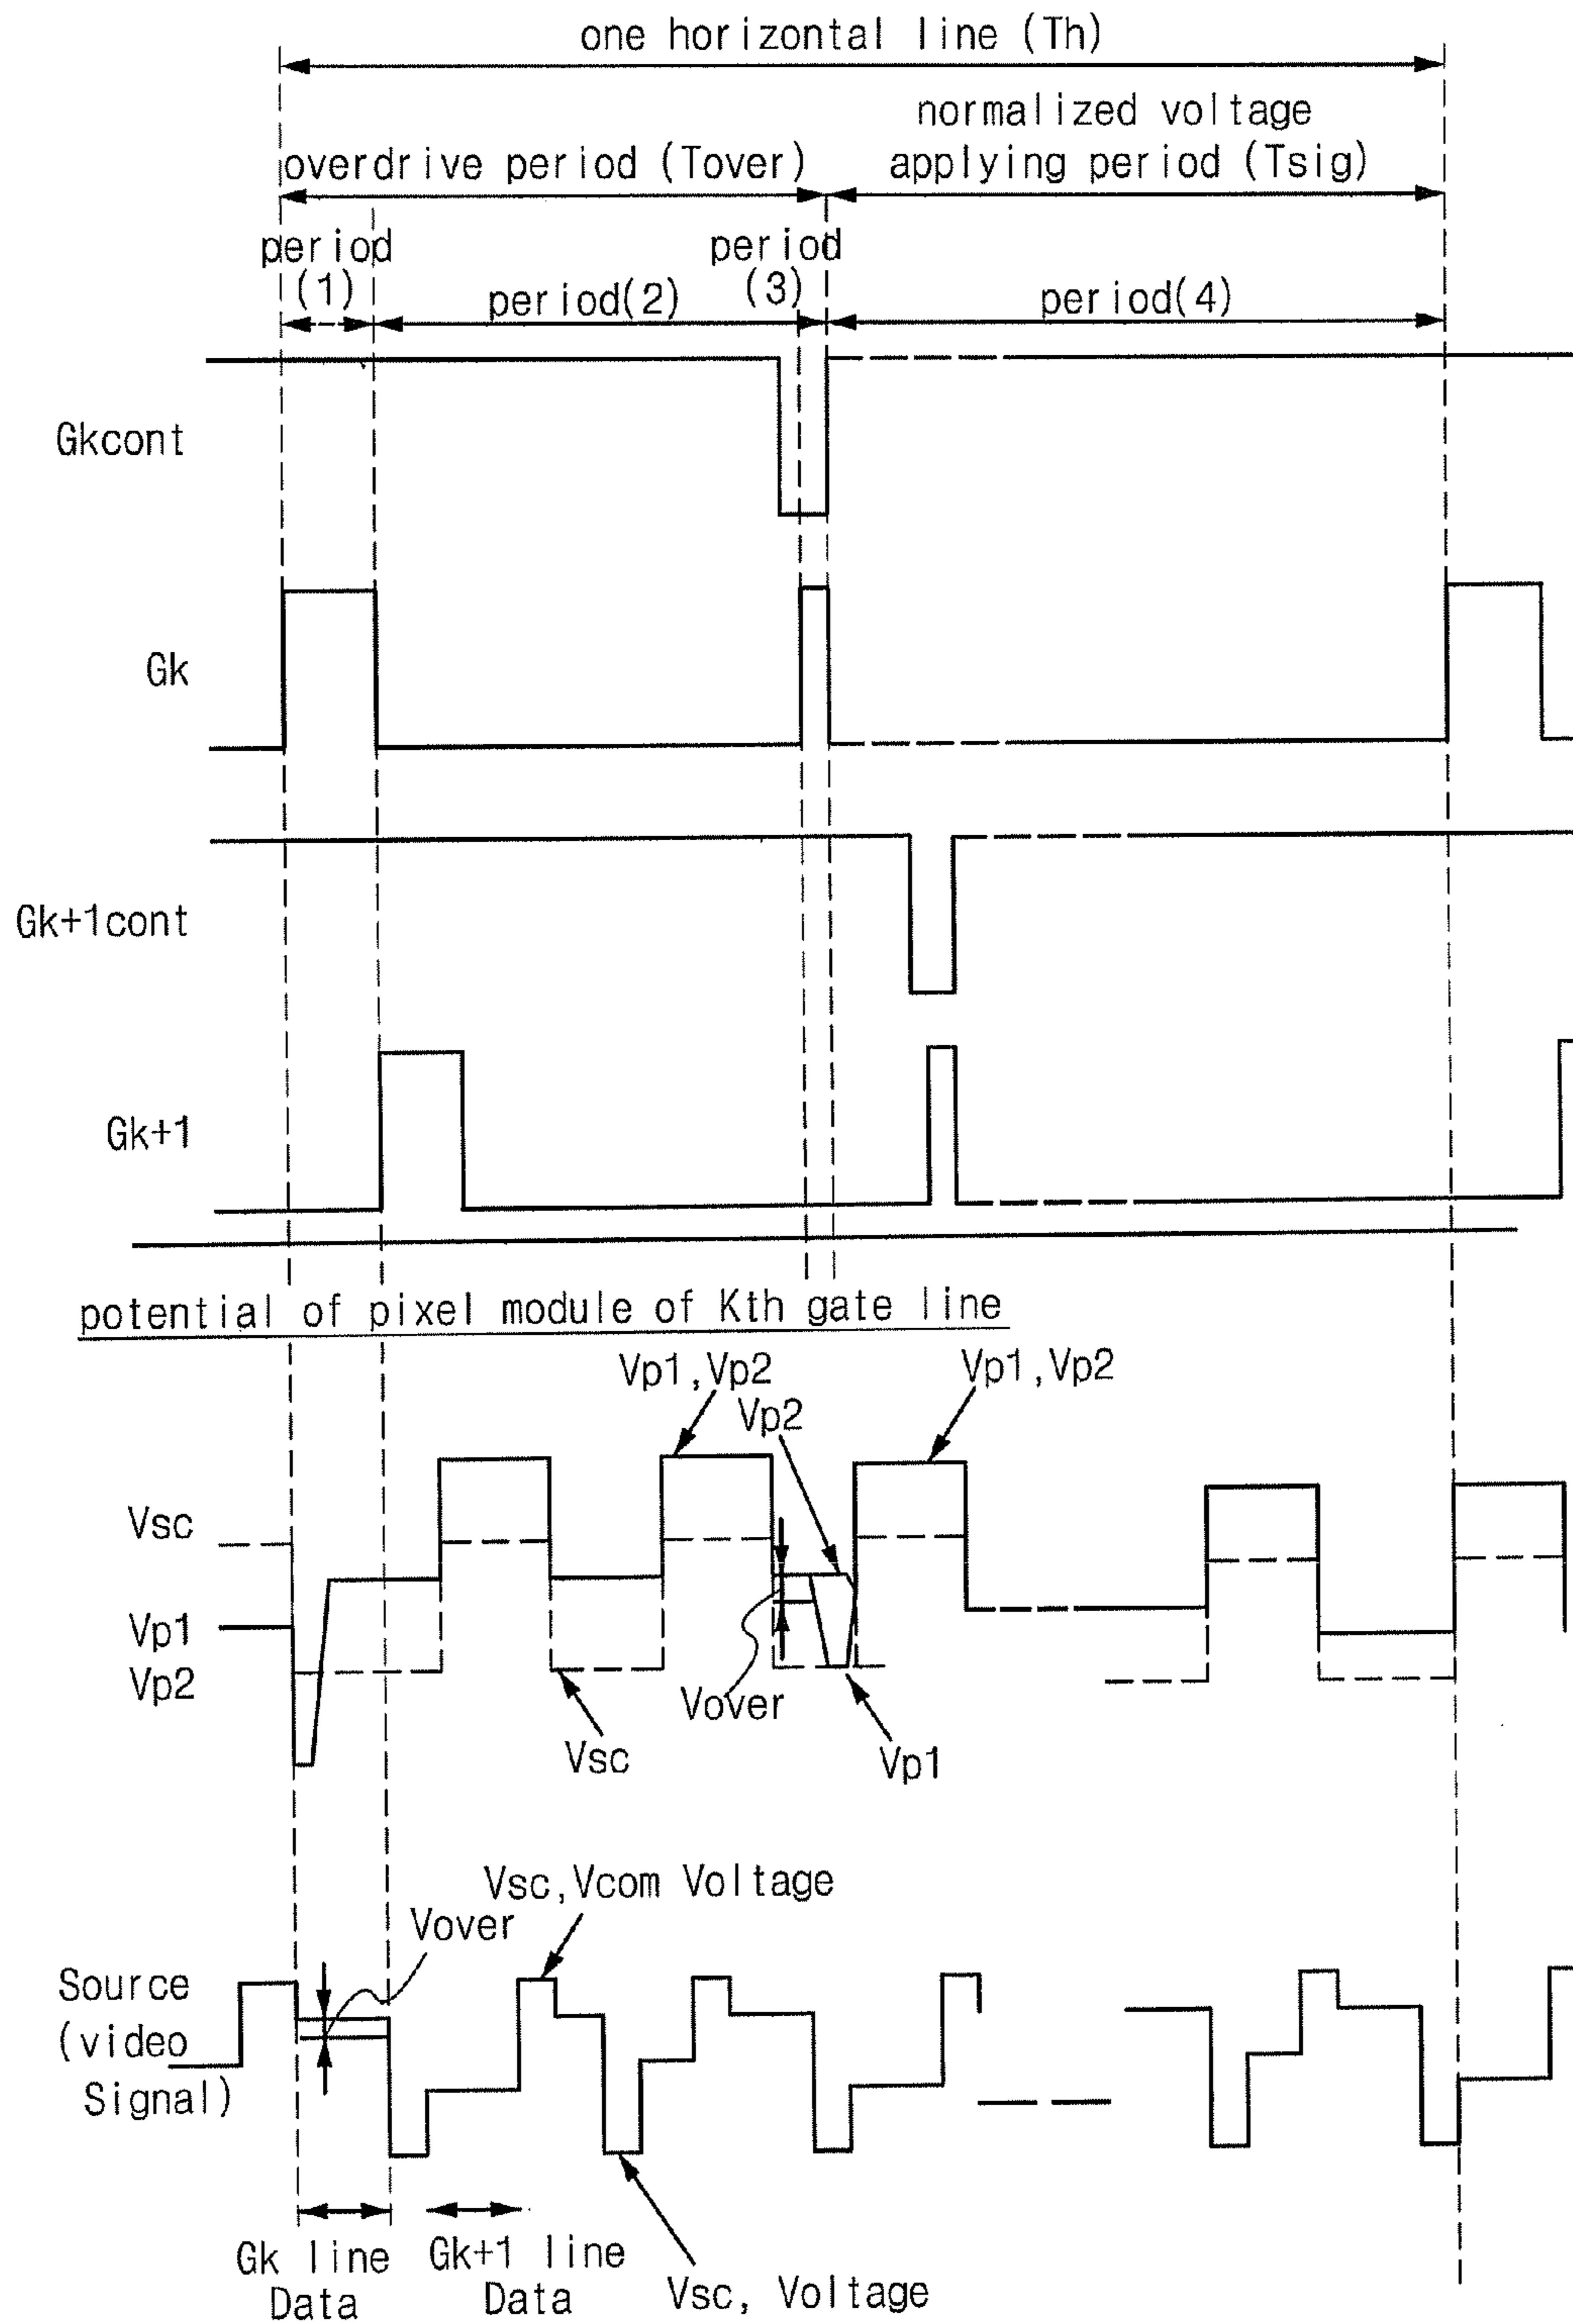 one horizontal line (Th)
normalized voltage
overdrive period (Tover)
applying period (Tsig)
period
(1)
period(2)
period
(3)
period(4)
Gkcont
Gk
Gk+1cont
Gk+1
potential of pixel module of Kth gate line
Vp1,Vp2
Vp1,Vp2
Vp2
Vsc
Vp1
Vp2
Vover
Vsc
Vp1
Vsc,Vcom Voltage
Vover
Source
(video
Signal)
Gk line
Data
Gk+1 line
Data
Vsc, Voltage